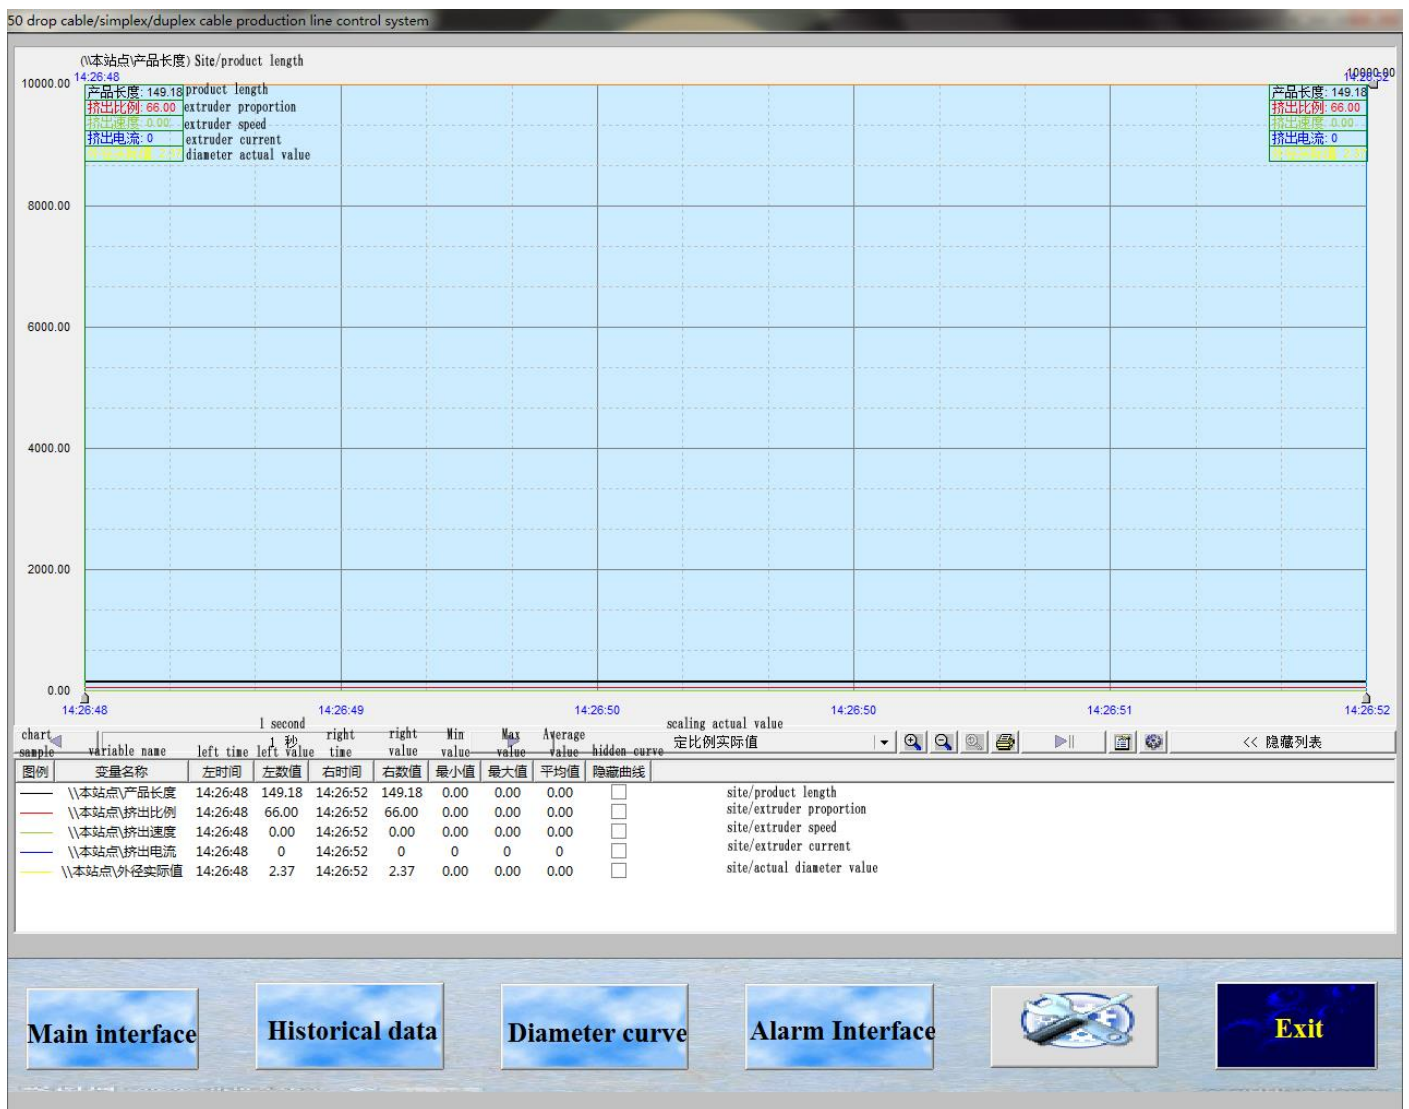 50 drop cable/simplex/duplex cable production line control system
(\\本站点\产品长度) Site/product length
14:26:48
10000.00
10000.00
14:26:52
产品长度: 149.18 product length
挤出比例: 66.00 extruder proportion
挤出速度: 0.00 extruder speed
挤出电流: 0 extruder current
diameter actual value
产品长度: 149.18
挤出比例: 66.00
挤出速度: 0.00
挤出电流: 0
8000.00
6000.00
4000.00
2000.00
0.00
14:26:48 14:26:49 14:26:50 14:26:50 14:26:51 14:26:52
1 second
1 秒
scaling actual value
定比例实际值
<< 隐藏列表
chart sample variable name left time left value right time right value Min value Max value Average value hidden curve
图例 变量名称 左时间 左数值 右时间 右数值 最小值 最大值 平均值 隐藏曲线
\\本站点\产品长度 14:26:48 149.18 14:26:52 149.18 0.00 0.00 0.00 site/product length
\\本站点\挤出比例 14:26:48 66.00 14:26:52 66.00 0.00 0.00 0.00 site/extruder proportion
\\本站点\挤出速度 14:26:48 0.00 14:26:52 0.00 0.00 0.00 0.00 site/extruder speed
\\本站点\挤出电流 14:26:48 0 14:26:52 0 0 0 0 site/extruder current
\\本站点\外径实际值 14:26:48 2.37 14:26:52 2.37 0.00 0.00 0.00 site/actual diameter value
Main interface
Historical data
Diameter curve
Alarm Interface
Exit